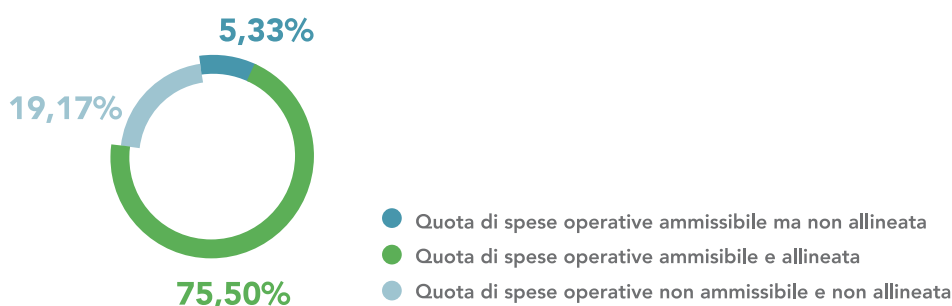 5,33%
19,17%
75,50%
Quota di spese operative ammissibile ma non allineata
Quota di spese operative ammisibile e allineata
Quota di spese operative non ammissibile e non allineata